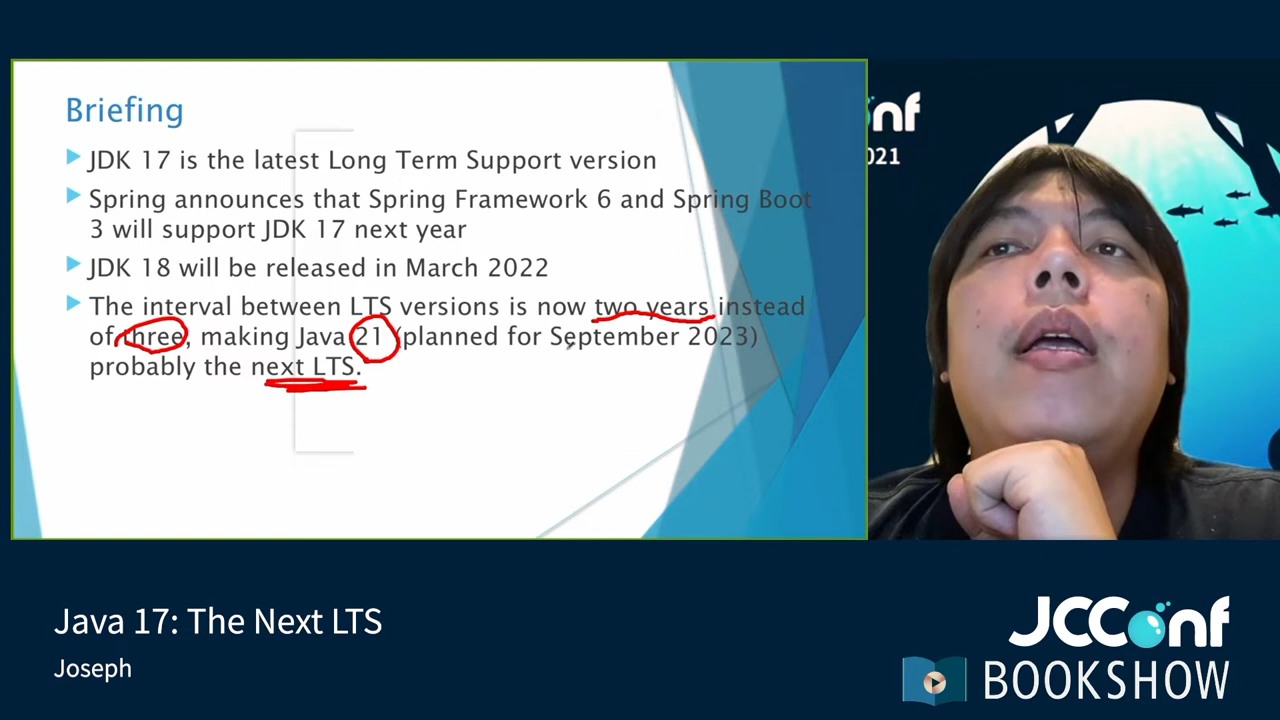 Briefing
JDK 17 is the latest Long Term Support version
Spring announces that Spring Framework 6 and Spring Boot
3 will support JDK 17 next year
JDK 18 will be released in March 2022
The interval between LTS versions is now two years instead
of three, making Java 21 (planned for September 2023)
probably the next LTS.
onf
021
Java 17: The Next LTS
Joseph
JCConf
BOOKSHOW